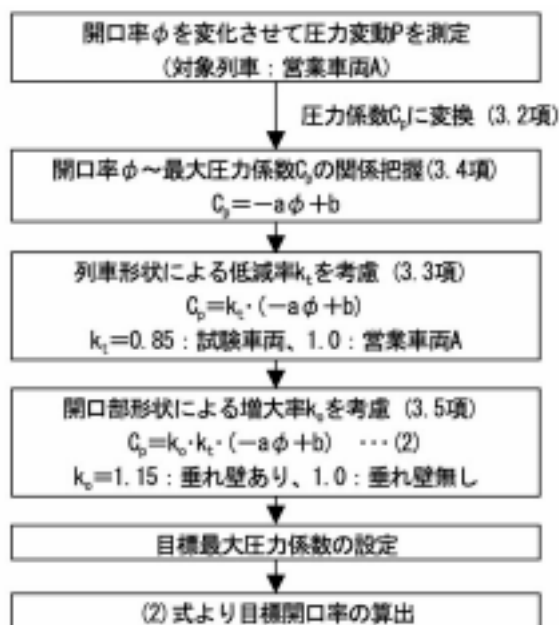 開口率φを変化させて圧力変動Pを測定
(対象列車：営業車両A)
圧力係数Cpに変換 (3.2項)
開口率φ～最大圧力係数Cpの関係把握(3.4項)
Cp=-aφ+b
列車形状による低減率ktを考慮 (3.3項)
Cp=kt･(-aφ+b)
kt=0.85：試験車両、1.0：営業車両A
開口部形状による増大率koを考慮 (3.5項)
Cp=ko･kt･(-aφ+b) …(2)
ko=1.15：垂れ壁あり、1.0：垂れ壁無し
目標最大圧力係数の設定
(2)式より目標開口率の算出